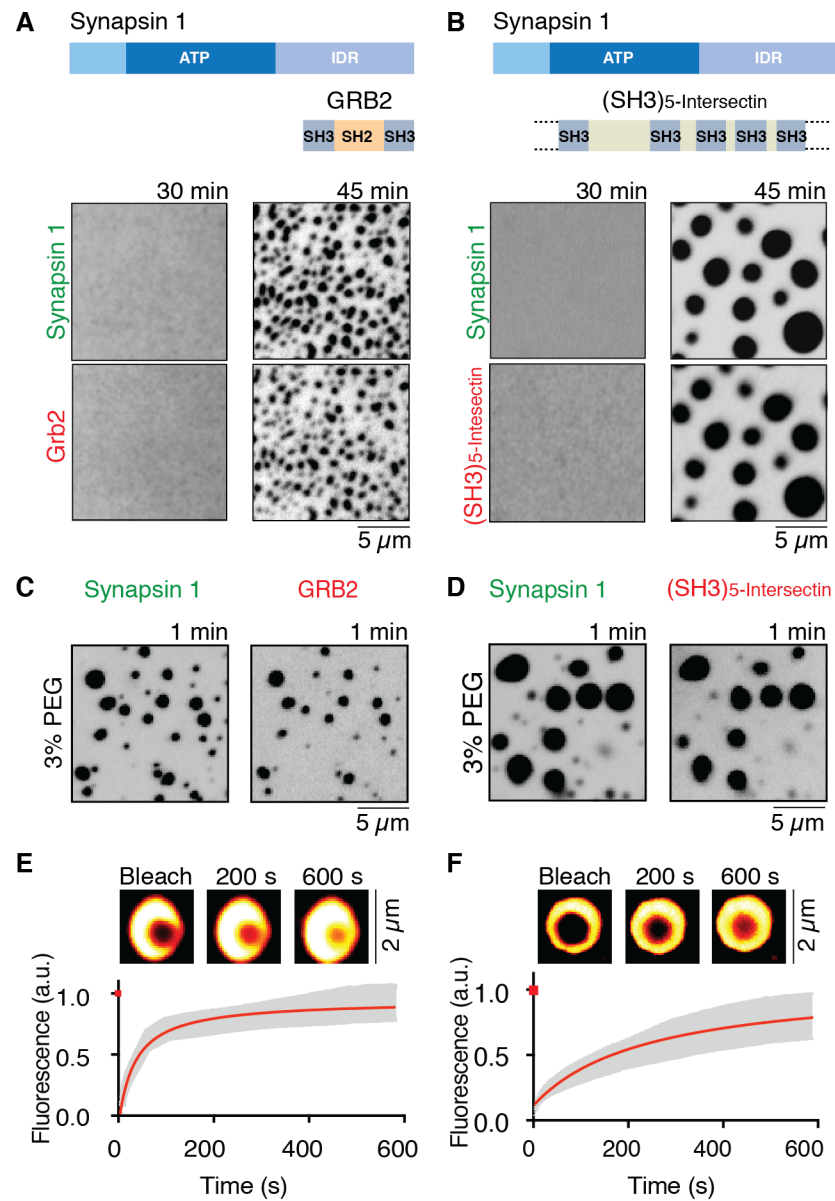 A
Synapsin 1
ATP
IDR
GRB2
SH3 SH2 SH3
30 min
45 min
Synapsin 1
Grb2
5 µm
B
Synapsin 1
ATP
IDR
(SH3)5-Intersectin
SH3 SH3 SH3 SH3 SH3
30 min
45 min
Synapsin 1
(SH3)5-Intesectin
5 µm
C
Synapsin 1
GRB2
1 min
1 min
3% PEG
5 µm
D
Synapsin 1
(SH3)5-Intersectin
1 min
1 min
3% PEG
5 µm
E
Bleach
200 s
600 s
2 µm
Fluorescence (a.u.)
1.0
0.5
0.0
0
200
400
600
Time (s)
F
Bleach
200 s
600 s
2 µm
Fluorescence (a.u.)
1.0
0.5
0.0
0
200
400
600
Time (s)